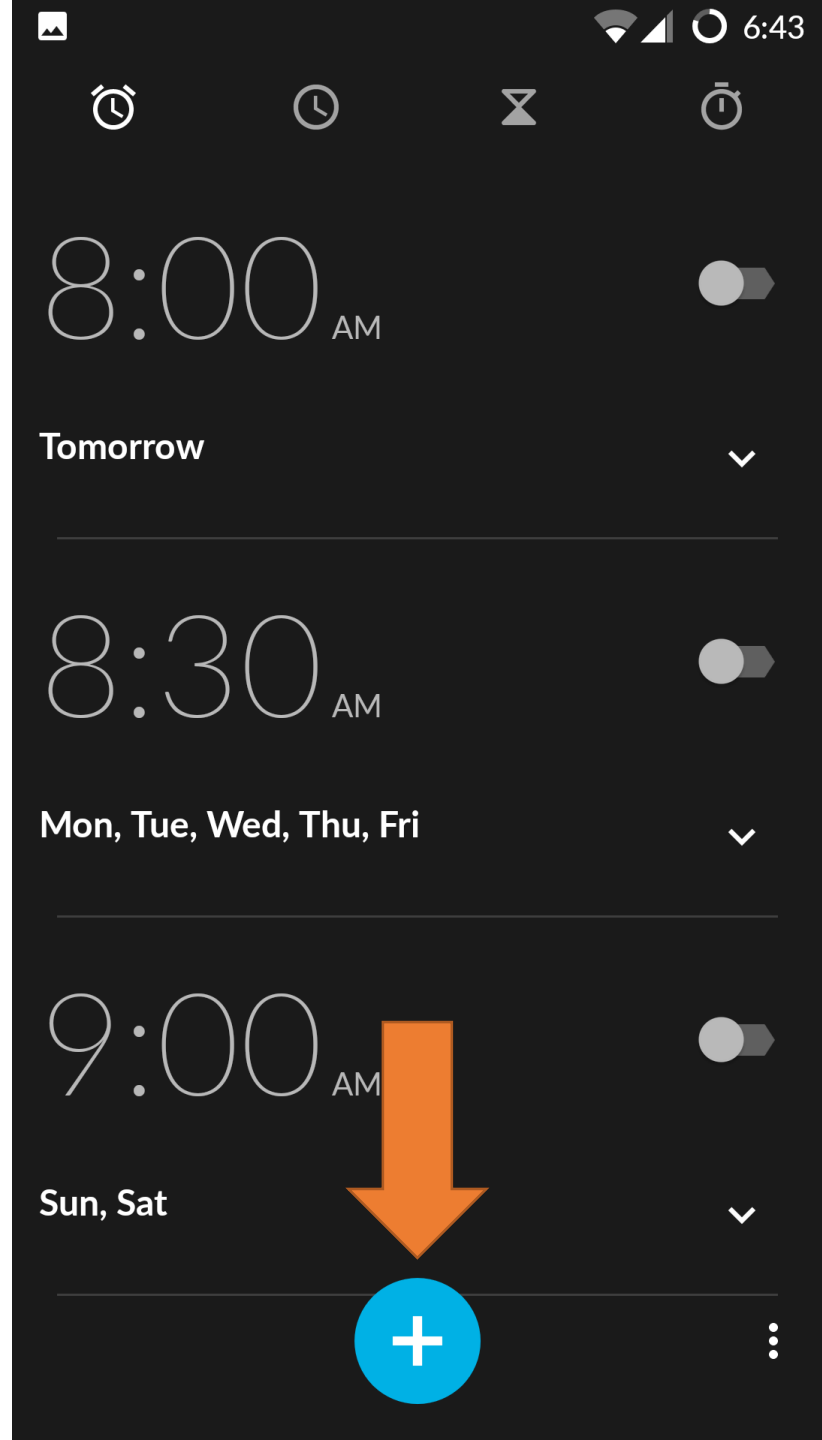 6:43
8:00 AM
Tomorrow
8:30 AM
Mon, Tue, Wed, Thu, Fri
9:00 AM
Sun, Sat